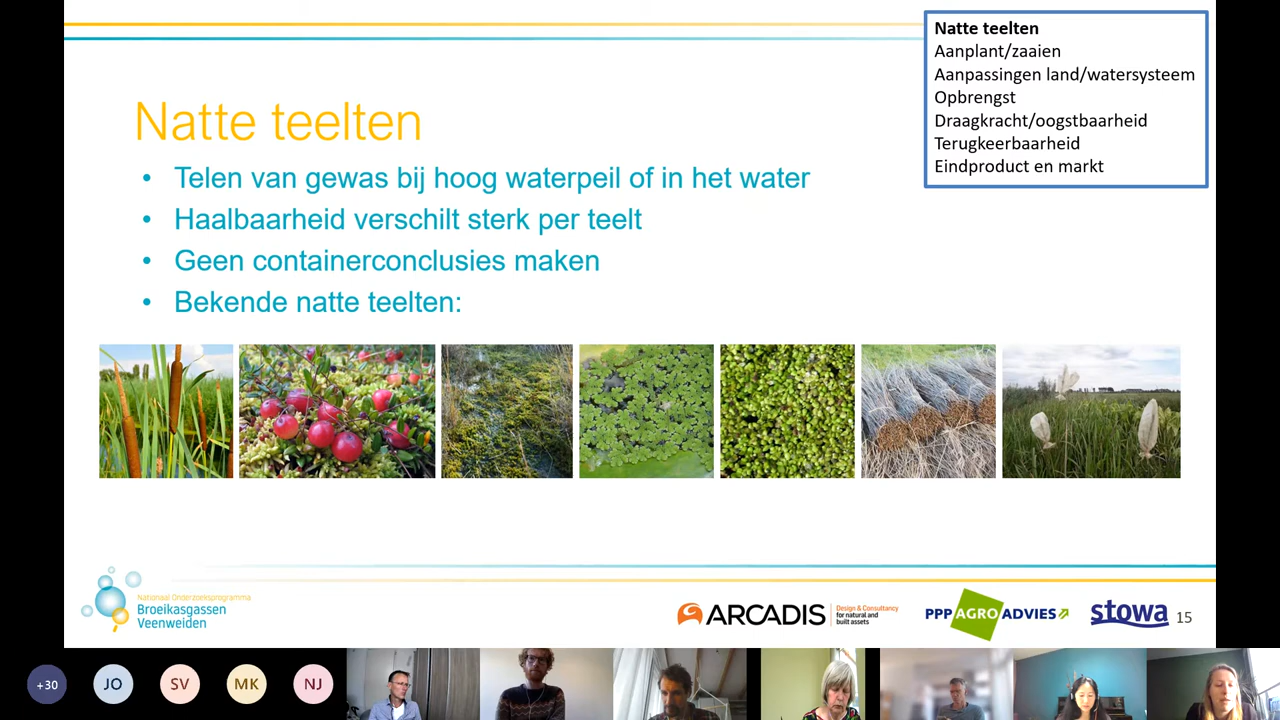 Natte teelten
Aanplant/zaaien
Aanpassingen land/watersysteem
Opbrengst
Draagkracht/oogstbaarheid
Terugkeerbaarheid
Eindproduct en markt
Natte teelten
• Telen van gewas bij hoog waterpeil of in het water
• Haalbaarheid verschilt sterk per teelt
• Geen containerconclusies maken
• Bekende natte teelten:
Nationaal Onderzoeksprogramma
Broeikasgassen
Veenweiden
ARCADIS
Design & Consultancy
for natural and
built assets
PPP AGRO ADVIES
stowa
15
+30
JO
SV
MK
NJ